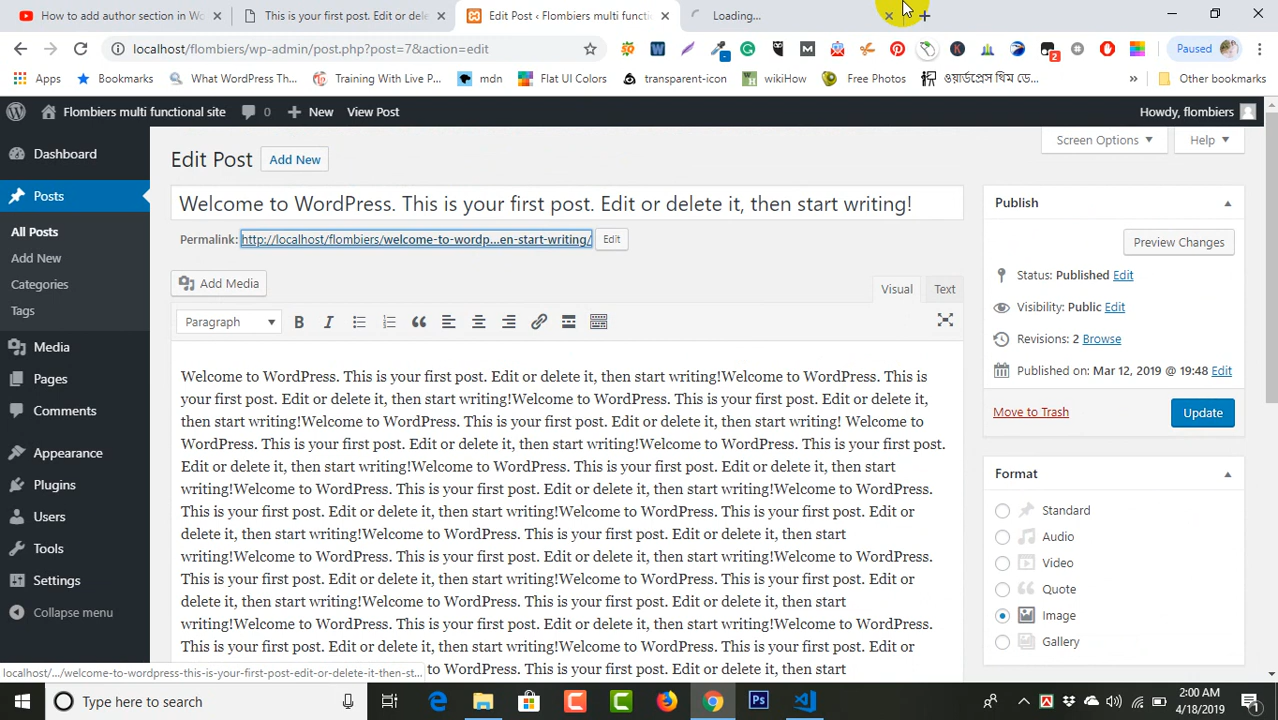 How to add author section in W
This is your first post. Edit or dele
Edit Post ‹ Flombiers multi functi
Loading...
localhost/flombiers/wp-admin/post.php?post=7&action=edit
Paused
Apps
Bookmarks
What WordPress Th...
Training With Live P...
mdn
Flat UI Colors
transparent-icon
wikiHow
Free Photos
ওয়ার্ডপ্রেস থিম ডে...
»
Other bookmarks
Flombiers multi functional site
0
New
View Post
Howdy, flombiers
Dashboard
Posts
All Posts
Add New
Categories
Tags
Media
Pages
Comments
Appearance
Plugins
Users
Tools
Settings
Collapse menu
Screen Options
Help
Edit Post
Add New
Welcome to WordPress. This is your first post. Edit or delete it, then start writing!
Permalink: http://localhost/flombiers/welcome-to-wordp...en-start-writing/
Edit
Add Media
Visual
Text
Paragraph
B
I
Welcome to WordPress. This is your first post. Edit or delete it, then start writing!Welcome to WordPress. This is
your first post. Edit or delete it, then start writing!Welcome to WordPress. This is your first post. Edit or delete it,
then start writing!Welcome to WordPress. This is your first post. Edit or delete it, then start writing! Welcome to
WordPress. This is your first post. Edit or delete it, then start writing!Welcome to WordPress. This is your first post.
Edit or delete it, then start writing!Welcome to WordPress. This is your first post. Edit or delete it, then start
writing!Welcome to WordPress. This is your first post. Edit or delete it, then start writing!Welcome to WordPress.
This is your first post. Edit or delete it, then start writing!Welcome to WordPress. This is your first post. Edit or
delete it, then start writing!Welcome to WordPress. This is your first post. Edit or delete it, then start
writing!Welcome to WordPress. This is your first post. Edit or delete it, then start writing!Welcome to WordPress.
This is your first post. Edit or delete it, then start writing!Welcome to WordPress. This is your first post. Edit or
delete it, then start writing!Welcome to WordPress. This is your first post. Edit or delete it, then start
writing!Welcome to WordPress. This is your first post. Edit or delete it, then start writing!Welcome to WordPress.
This is your first post. Edit or delete it, then start writing!Welcome to WordPress. This is your first post. Edit or
to WordPress. This is your first post. Edit or delete it, then start
Publish
Preview Changes
Status: Published Edit
Visibility: Public Edit
Revisions: 2 Browse
Published on: Mar 12, 2019 @ 19:48 Edit
Move to Trash
Update
Format
Standard
Audio
Video
Quote
Image
Gallery
localhost/.../welcome-to-wordpress-this-is-your-first-post-edit-or-delete-it-then-st...
Type here to search
2:00 AM
4/18/2019